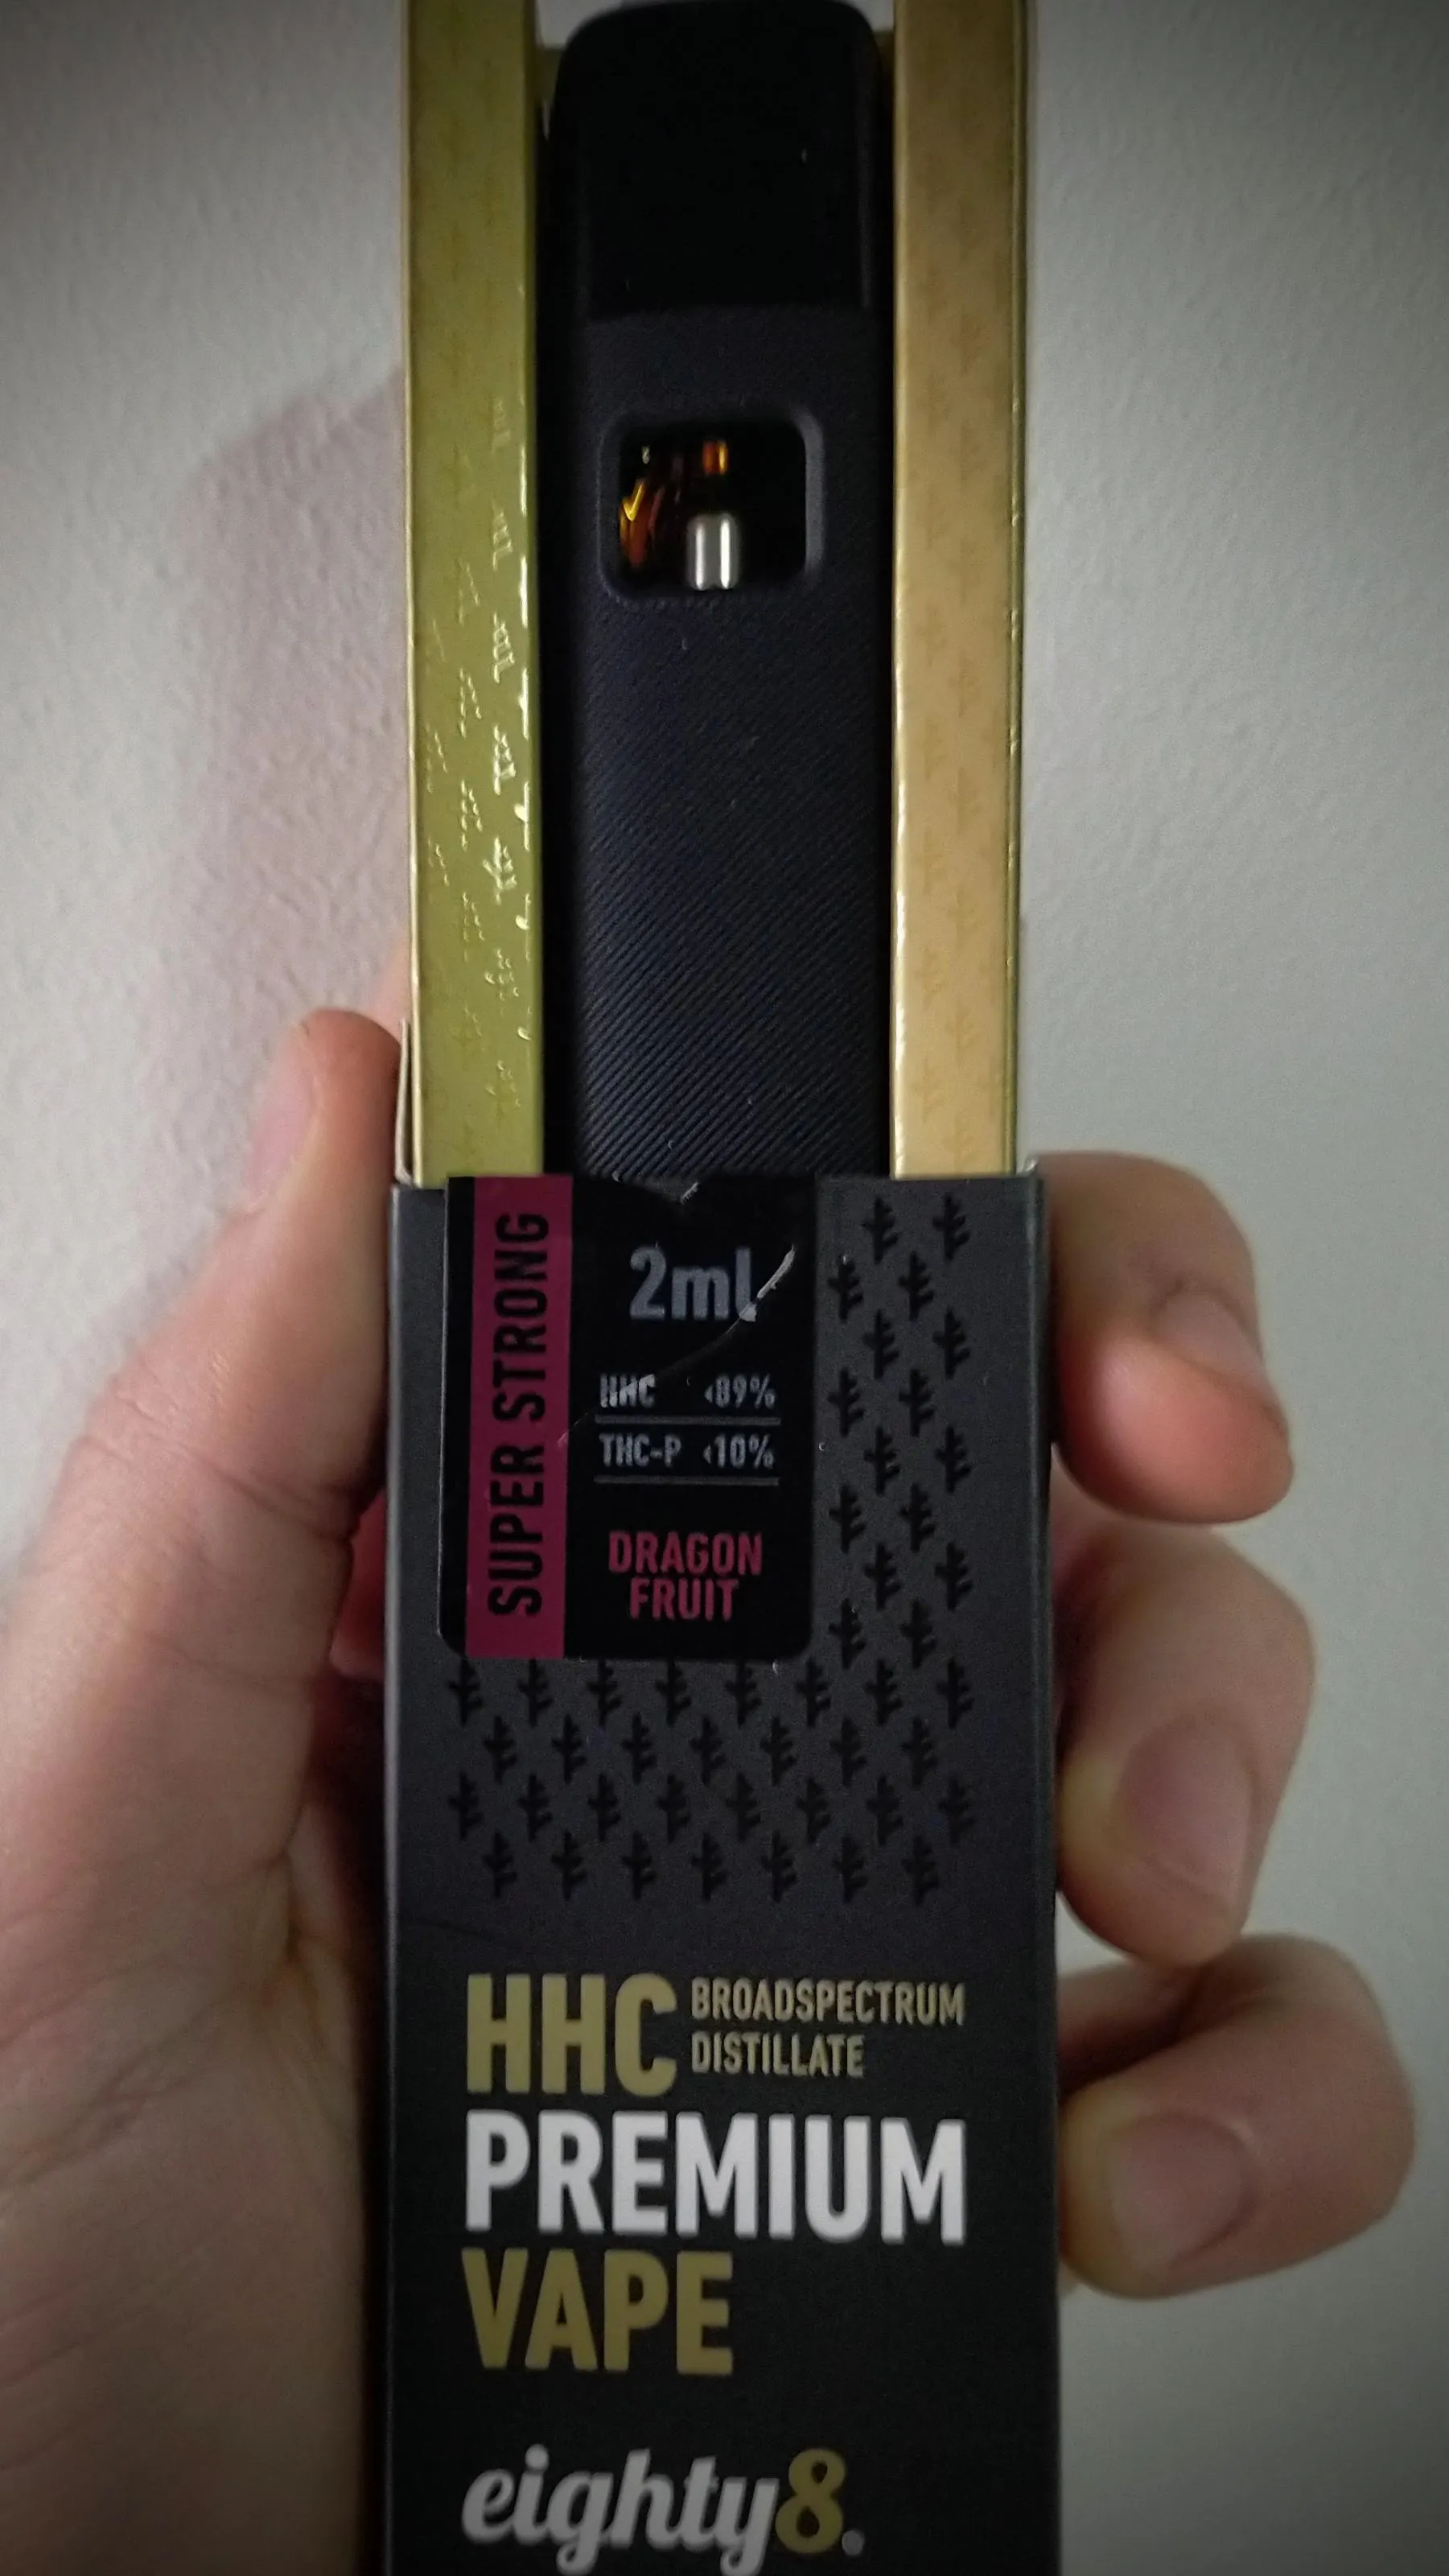 SUPER STRONG
2ml
HHC <89%
THC-P <10%
DRAGON
FRUIT
HHC BROADSPECTRUM
DISTILLATE
PREMIUM
VAPE
eighty8.